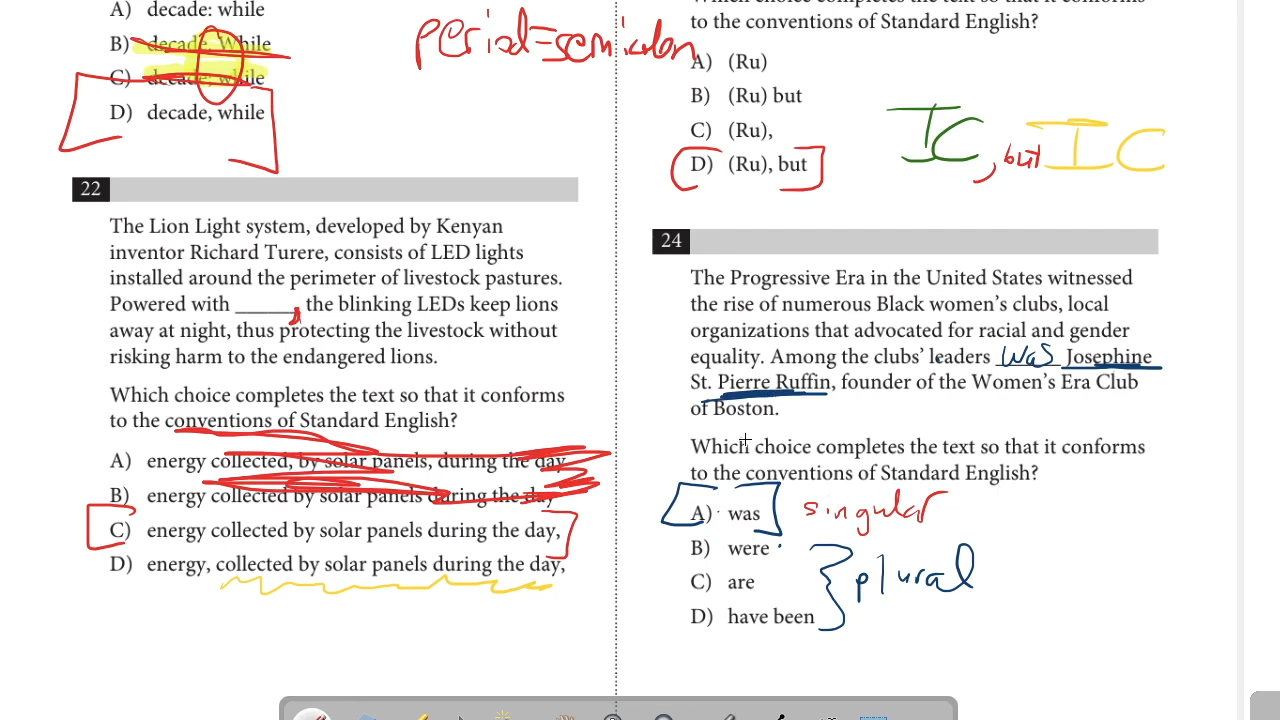 A) decade: while
B) decade. While
C) decade; while
D) decade, while
period=semicolon
22
The Lion Light system, developed by Kenyan
inventor Richard Turere, consists of LED lights
installed around the perimeter of livestock pastures.
Powered with ______ the blinking LEDs keep lions
away at night, thus protecting the livestock without
risking harm to the endangered lions.
Which choice completes the text so that it conforms
to the conventions of Standard English?
A) energy collected, by solar panels, during the day
B) energy collected by solar panels during the day
C) energy collected by solar panels during the day,
D) energy, collected by solar panels during the day,
Which choice completes the text so that it conforms
to the conventions of Standard English?
A) (Ru)
B) (Ru) but
C) (Ru),
D) (Ru), but
IC, but IC
24
The Progressive Era in the United States witnessed
the rise of numerous Black women’s clubs, local
organizations that advocated for racial and gender
equality. Among the clubs’ leaders was Josephine
St. Pierre Ruffin, founder of the Women’s Era Club
of Boston.
Which choice completes the text so that it conforms
to the conventions of Standard English?
A) was singular
B) were
C) are plural
D) have been